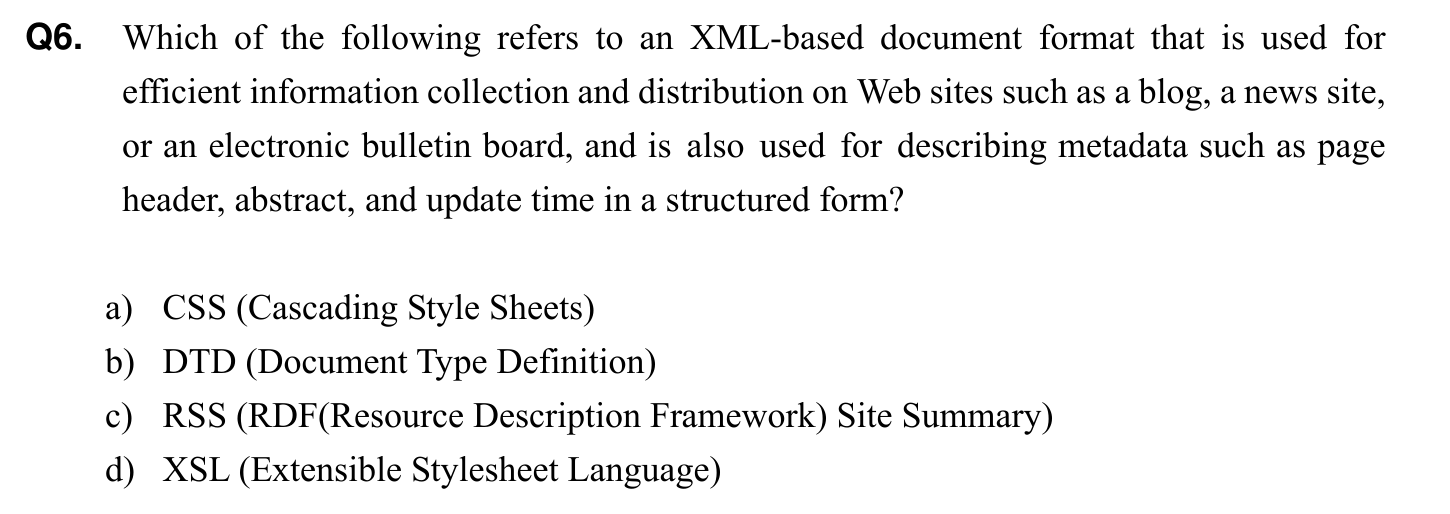 Q6. Which of the following refers to an XML-based document format that is used for
efficient information collection and distribution on Web sites such as a blog, a news site,
or an electronic bulletin board, and is also used for describing metadata such as page
header, abstract, and update time in a structured form?
a) CSS (Cascading Style Sheets)
b) DTD (Document Type Definition)
c) RSS (RDF(Resource Description Framework) Site Summary)
d) XSL (Extensible Stylesheet Language)